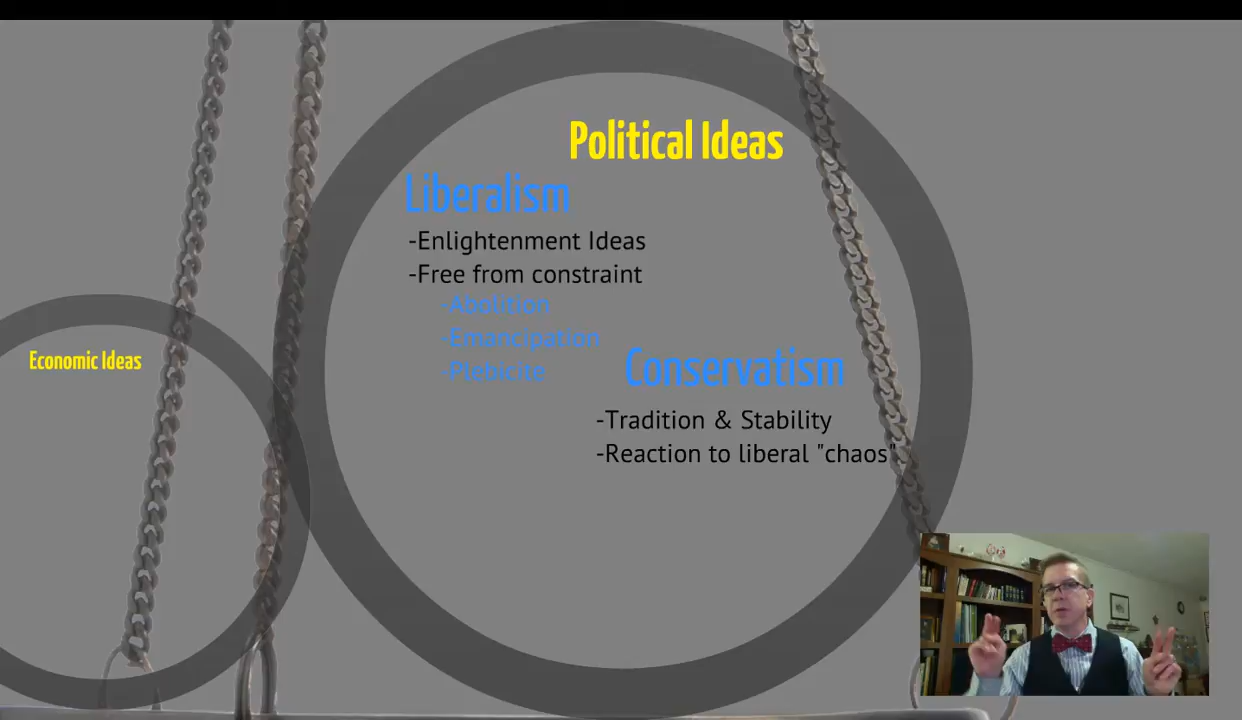 Political Ideas
Liberalism
-Enlightenment Ideas
-Free from constraint
-Abolition
-Emancipation
-Plebicite
Conservatism
-Tradition & Stability
-Reaction to liberal "chaos"
Economic Ideas